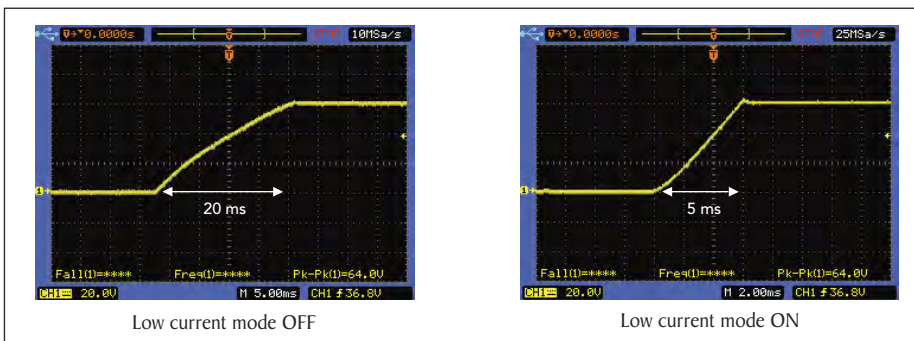 0.0000s
STOP
10MSa/s
T
1
20 ms
Fall(1)=****
Freq(1)=****
Pk-Pk(1)=64.0V
CH1 20.0V
M 5.00ms
CH1 36.8V
Low current mode OFF
0.0000s
STOP
25MSa/s
T
1
5 ms
Fall(1)=****
Freq(1)=****
Pk-Pk(1)=64.0V
CH1 20.0V
M 2.00ms
CH1 36.8V
Low current mode ON